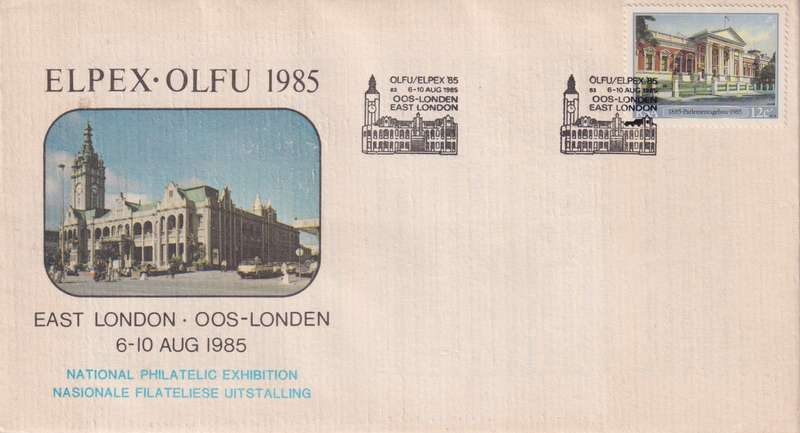 ELPEX·OLFU 1985
EAST LONDON · OOS-LONDEN
6-10 AUG 1985
NATIONAL PHILATELIC EXHIBITION
NASIONALE FILATELIESE UITSTALLING
OLFU/ELPEX '85
83 6-10 AUG 1985
OOS-LONDEN
EAST LONDON
OLFU/ELPEX '85
83 6-10 AUG 1985
OOS-LONDEN
EAST LONDON
1885-Parlementsgebou-1985
12c